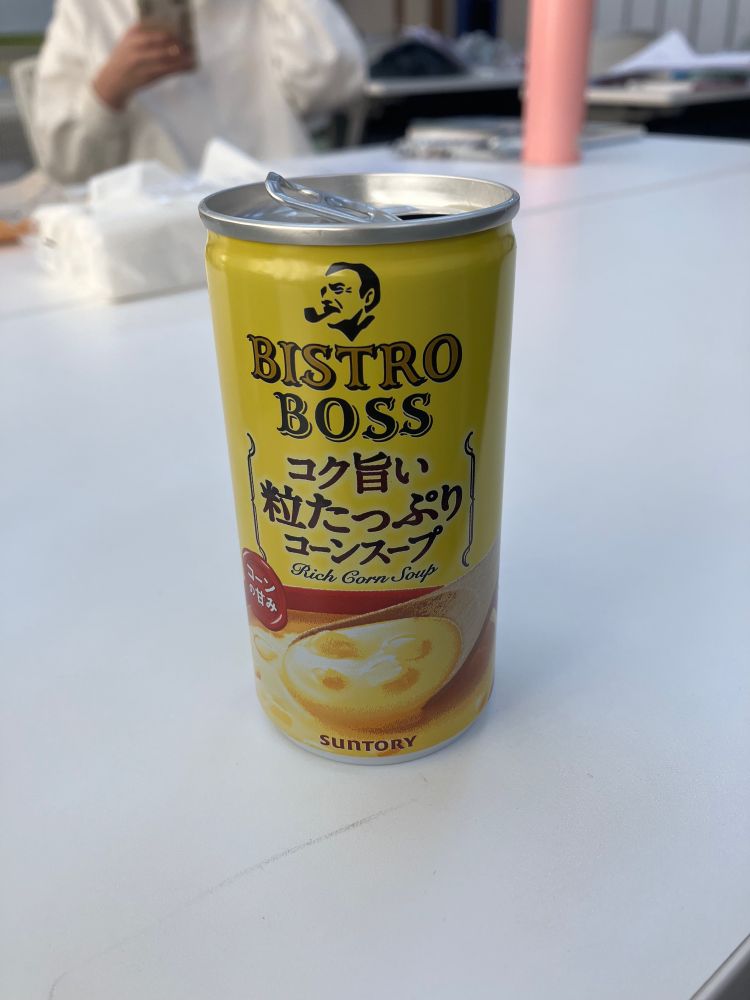 BISTRO
BOSS
コク旨い
粒たっぷり
コーンスープ
Rich Corn Soup
コーン
の甘み
SUNTORY